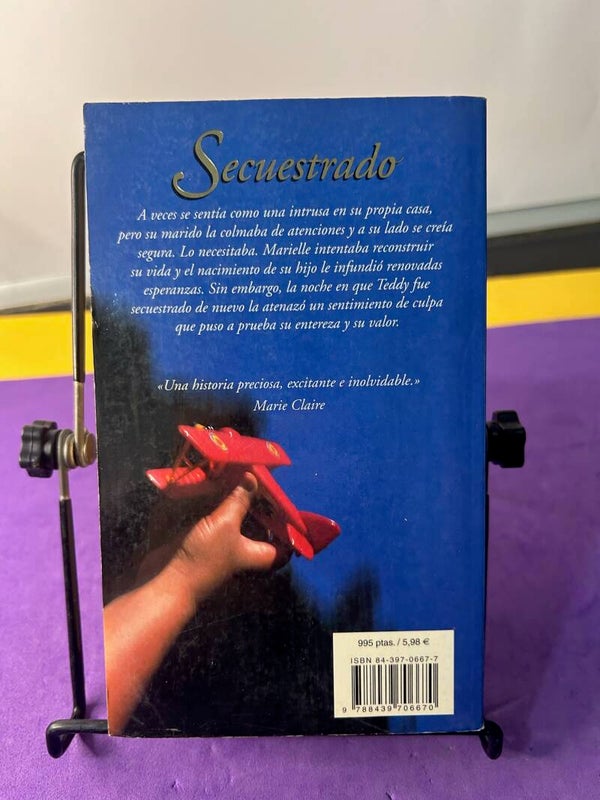 Secuestrado
A veces se sentía como una intrusa en su propia casa,
pero su marido la colmaba de atenciones y a su lado se creía
segura. Lo necesitaba. Marielle intentaba reconstruir
su vida y el nacimiento de su hijo le infundió renovadas
esperanzas. Sin embargo, la noche en que Teddy fue
secuestrado de nuevo la atenazó un sentimiento de culpa
que puso a prueba su entereza y su valor.
«Una historia preciosa, excitante e inolvidable.»
Marie Claire
995 ptas. / 5,98 €
ISBN 84-397-0667-7
9 788439 706670